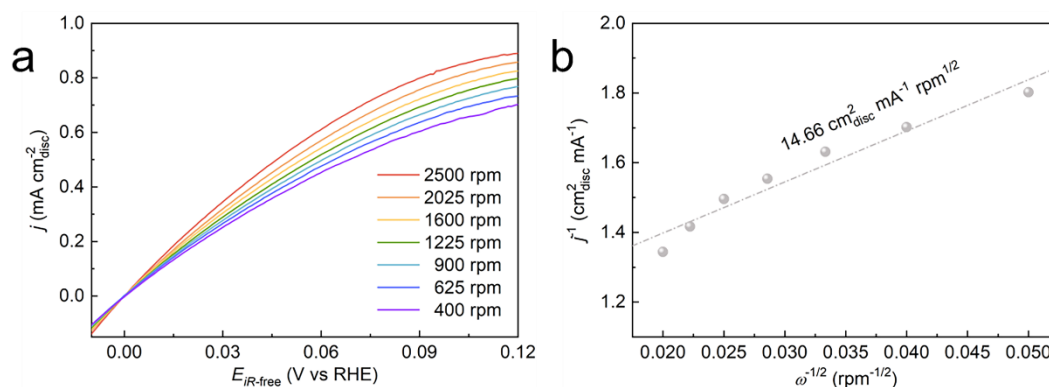 a
1.0
0.8
0.6
0.4
0.2
0.0
j (mA cm⁻²disc)
2500 rpm
2025 rpm
1600 rpm
1225 rpm
900 rpm
625 rpm
400 rpm
0.00 0.03 0.06 0.09 0.12
E_iR-free (V vs RHE)
b
2.0
1.8
1.6
1.4
1.2
j⁻¹ (cm²disc mA⁻¹)
14.66 cm²disc mA⁻¹ rpm¹/²
0.020 0.025 0.030 0.035 0.040 0.045 0.050
ω⁻¹/² (rpm⁻¹/²)